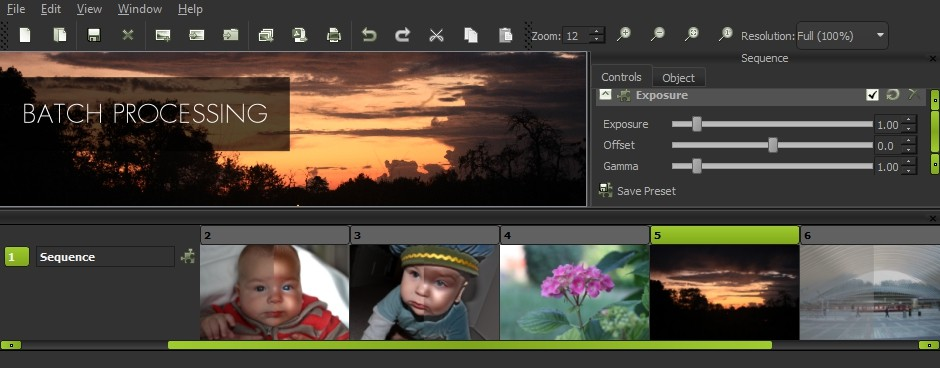 File Edit View Window Help
Zoom: 12 Resolution: Full (100%)
Sequence
Controls Object
BATCH PROCESSING
Exposure
Exposure 1.00
Offset 0.0
Gamma 1.00
Save Preset
2 3 4 5 6
1 Sequence